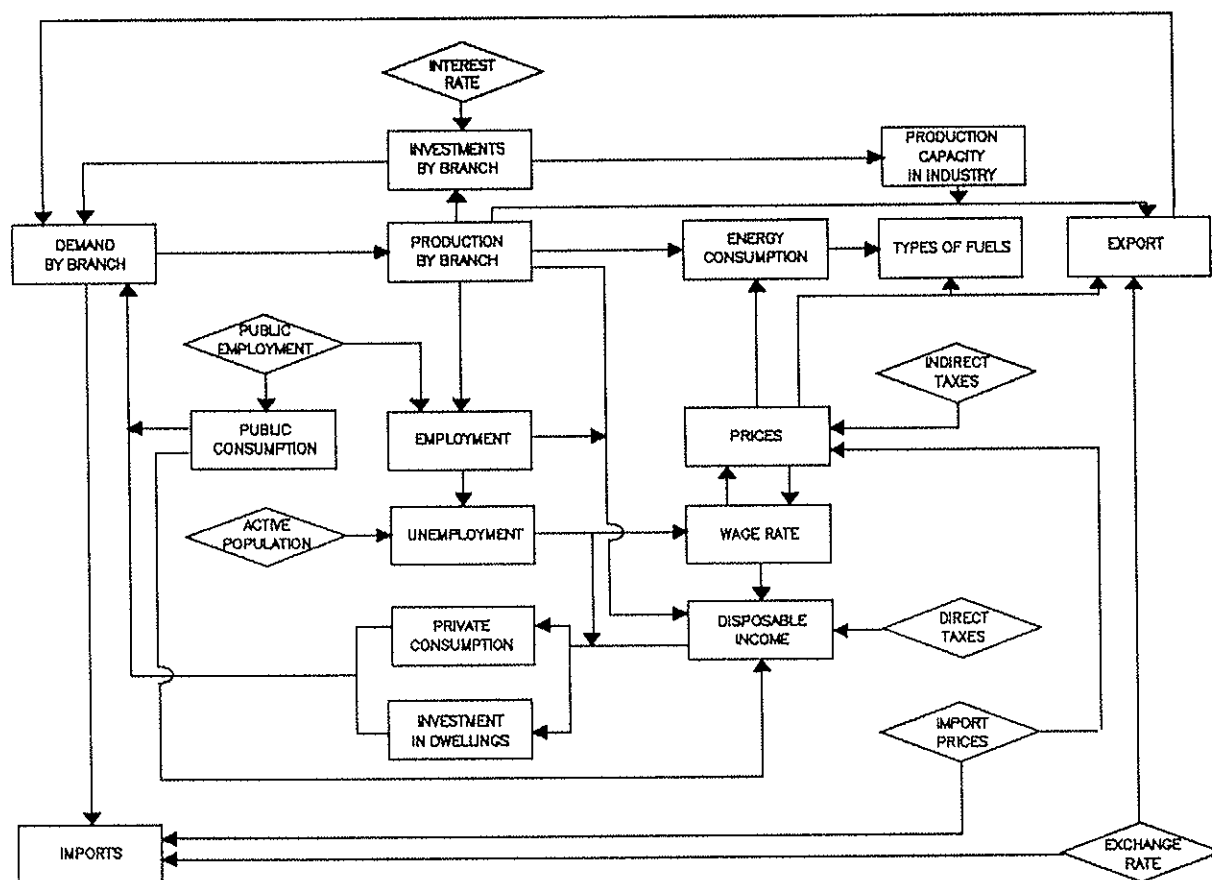 INTEREST
RATE
INVESTMENTS
BY BRANCH
PRODUCTION
CAPACITY
IN INDUSTRY
DEMAND
BY BRANCH
PRODUCTION
BY BRANCH
ENERGY
CONSUMPTION
TYPES OF FUELS
EXPORT
PUBLIC
EMPLOYMENT
INDIRECT
TAXES
PUBLIC
CONSUMPTION
EMPLOYMENT
PRICES
ACTIVE
POPULATION
UNEMPLOYMENT
WAGE RATE
PRIVATE
CONSUMPTION
DISPOSABLE
INCOME
DIRECT
TAXES
INVESTMENT
IN DWELLINGS
IMPORT
PRICES
IMPORTS
EXCHANGE
RATE